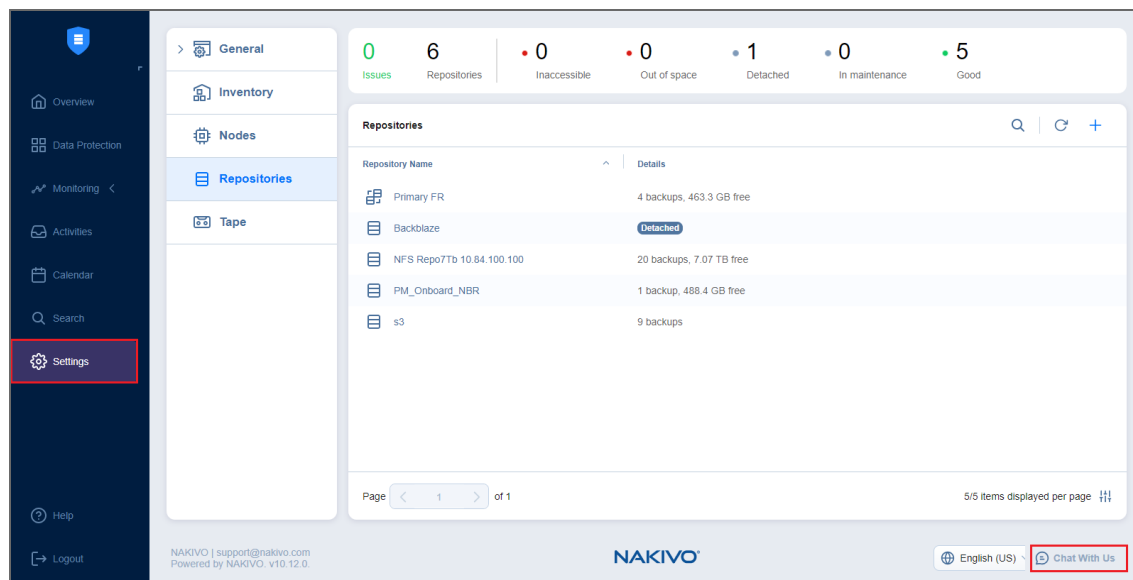 Overview
Data Protection
Monitoring
Activities
Calendar
Search
Settings
Help
Logout
General
Inventory
Nodes
Repositories
Tape
0 6 0 0 1 0 5
Issues Repositories Inaccessible Out of space Detached In maintenance Good
Repositories
Repository Name Details
Primary FR 4 backups, 463.3 GB free
Backblaze Detached
NFS Repo7Tb 10.84.100.100 20 backups, 7.07 TB free
PM_Onboard_NBR 1 backup, 488.4 GB free
s3 9 backups
Page 1 of 1 5/5 items displayed per page
NAKIVO | support@nakivo.com
Powered by NAKIVO. v10.12.0.
NAKIVO
English (US) Chat With Us